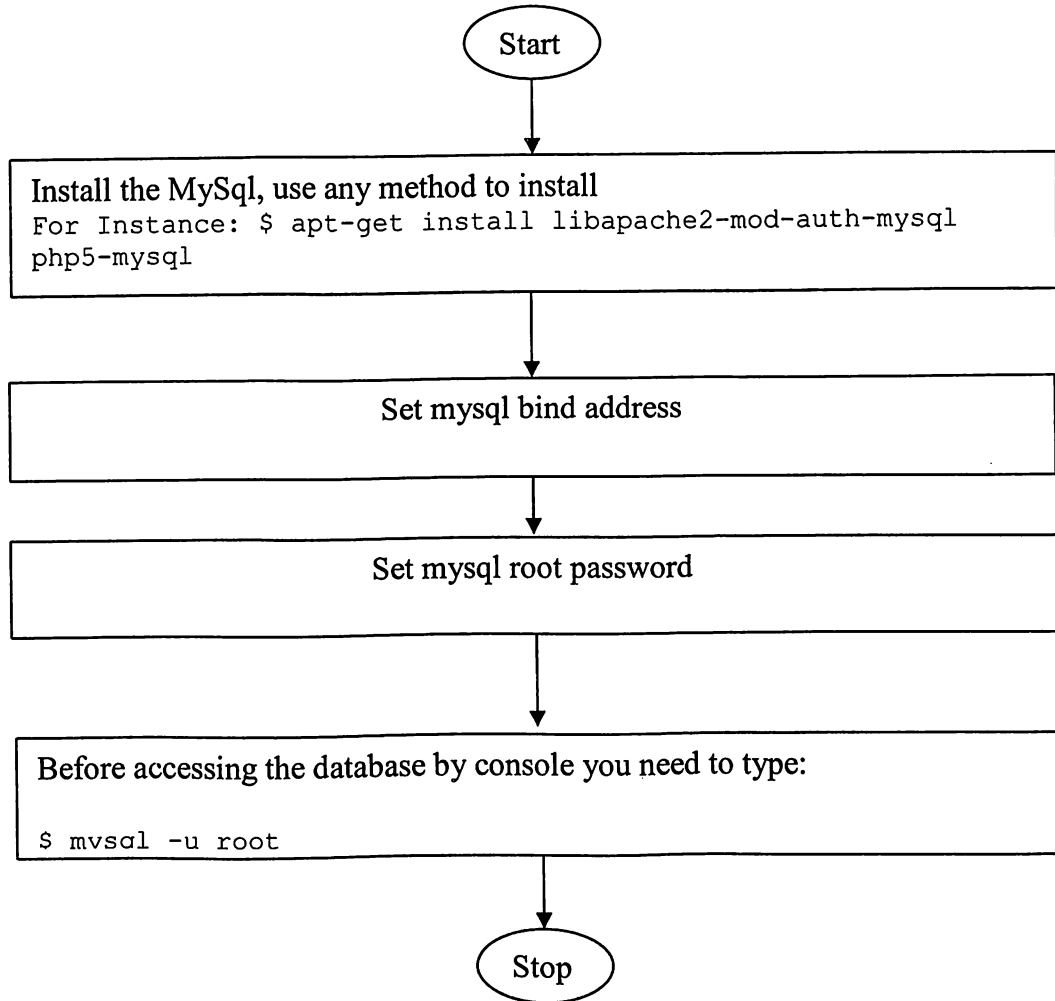 Start
Install the MySql, use any method to install
For Instance: $ apt-get install libapache2-mod-auth-mysql
php5-mysql
Set mysql bind address
Set mysql root password
Before accessing the database by console you need to type:
$ mysql -u root
Stop